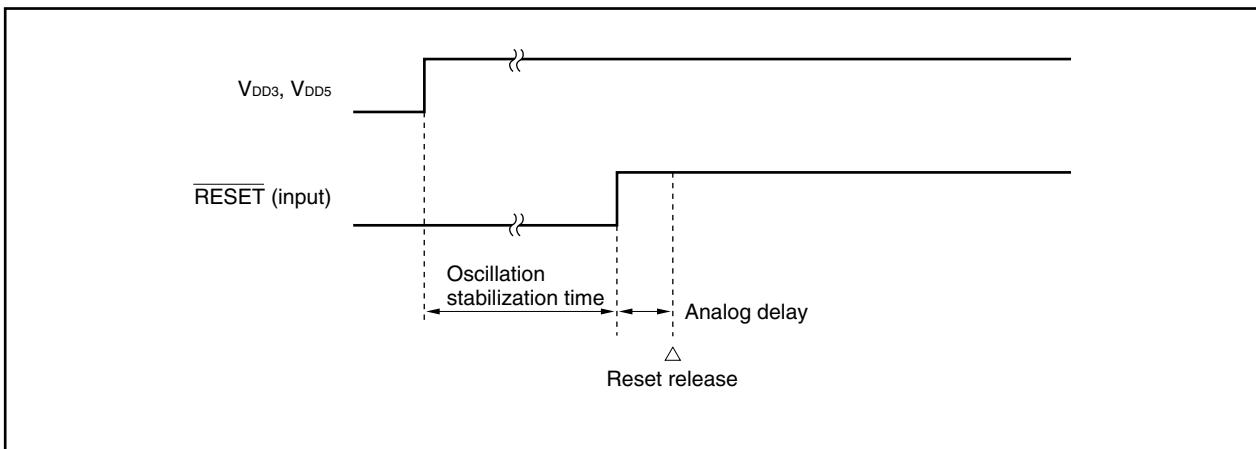 VDD3, VDD5
RESET (input)
Oscillation
stabilization time
Analog delay
Reset release